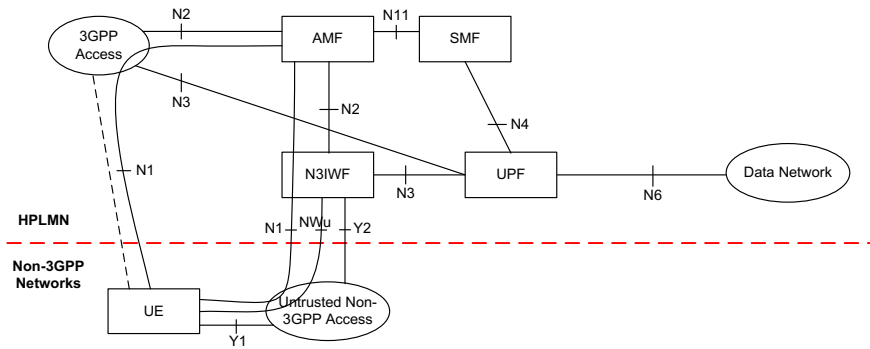 N2
N11
3GPP
Access
AMF
SMF
N3
N2
N4
N1
N3IWF
N3
UPF
N6
Data Network
HPLMN
N1
NWu
Y2
Non-3GPP
Networks
UE
Untrusted Non-
3GPP Access
Y1